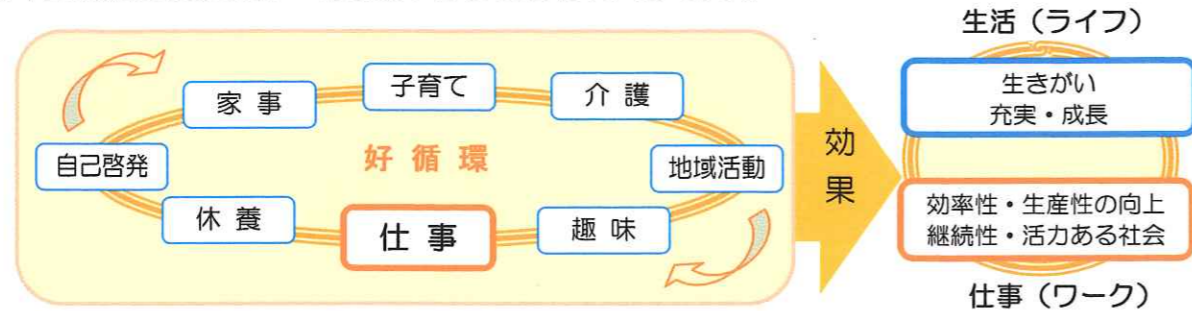 子育て
家事
介護
自己啓発
好循環
地域活動
休養
仕事
趣味
効果
生活（ライフ）
生きがい
充実・成長
効率性・生産性の向上
継続性・活力ある社会
仕事（ワーク）